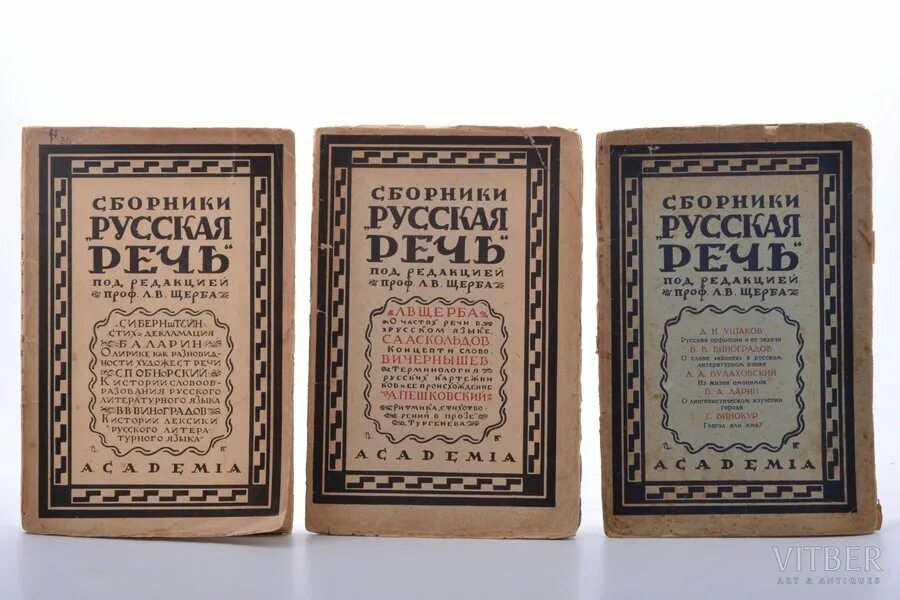 80
СБОРНИКИ
„РУССКАЯ
РЕЧЬ“
ПОД РЕДАКЦИЕЙ
ПРОФ. Л.В. ЩЕРБА
С.И БЕРНШТЕЙН
СТИХ И ДЕКЛАМАЦИЯ
Б.А ЛАРИН
О ЛИРИКЕ КАК РАЗНОВИД-
НОСТИ ХУДОЖЕСТ РЕЧИ
С П ОБНОРСКИЙ
К ИСТОРИИ СЛОВООБ-
РАЗОВАНИЯ РУССКОГО
ЛИТЕРАТУРНОГО ЯЗЫКА
В В ВИНОГРАДОВ
К ИСТОРИИ ЛЕКСИКИ
РУССКОГО ЛИТЕРА-
ТУРНОГО ЯЗЫКА
ACADEMIA
СБОРНИКИ
„РУССКАЯ
РЕЧЬ“
ПОД РЕДАКЦИЕЙ
ПРОФ. Л.В. ЩЕРБА
Л В ЩЕРБА
О ЧАСТЯХ РЕЧИ В
РУССКОМ ЯЗЫКЕ.
С.А АСКОЛЬДОВ.
КОНЦЕПТ И СЛОВО.
В И ЧЕРНЫШЕВ
ТЕРМИНОЛОГИЯ
РУССКИХ КАРТЕЖНИ
КОВ И ЕЕ ПРОИСХОЖДЕНИЕ
А.ПЕШКОВСКИЙ
РИТМИКА „СТИХОТВО-
РЕНИЙ В ПРОЗЕ“
ТУРГЕНЕВА
ACADEMIA
СБОРНИКИ
„РУССКАЯ
РЕЧЬ“
ПОД РЕДАКЦИЕЙ
ПРОФ. Л.В. ЩЕРБА
Д. Н. УШАКОВ
Русская орфоэпия и ее задачи
В. В. ВИНОГРАДОВ
О слове «ахинея» в русском
литературном языке
Л. А. БУЛАХОВСКИЙ
Из жизни омонимов
Б. А. ЛАРИН
О лингвистическом изучении
города
Г. ВИНОКУР
Глагол или имя?
ACADEMIA
VITBER
ART & ANTIQUES